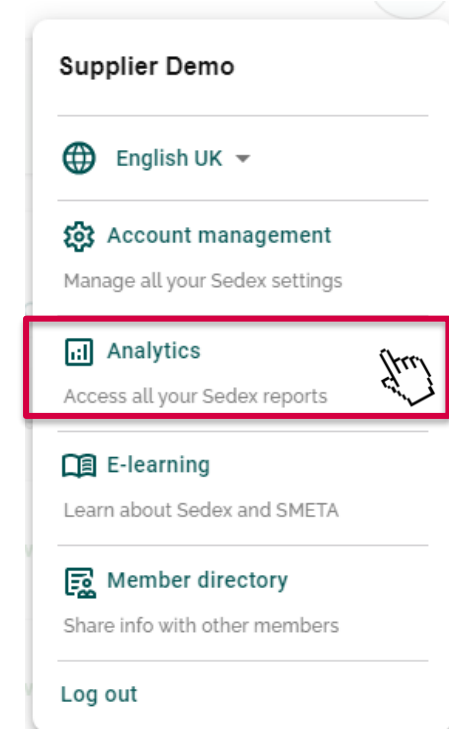 Supplier Demo
English UK
Account management
Manage all your Sedex settings
Analytics
Access all your Sedex reports
E-learning
Learn about Sedex and SMETA
Member directory
Share info with other members
Log out